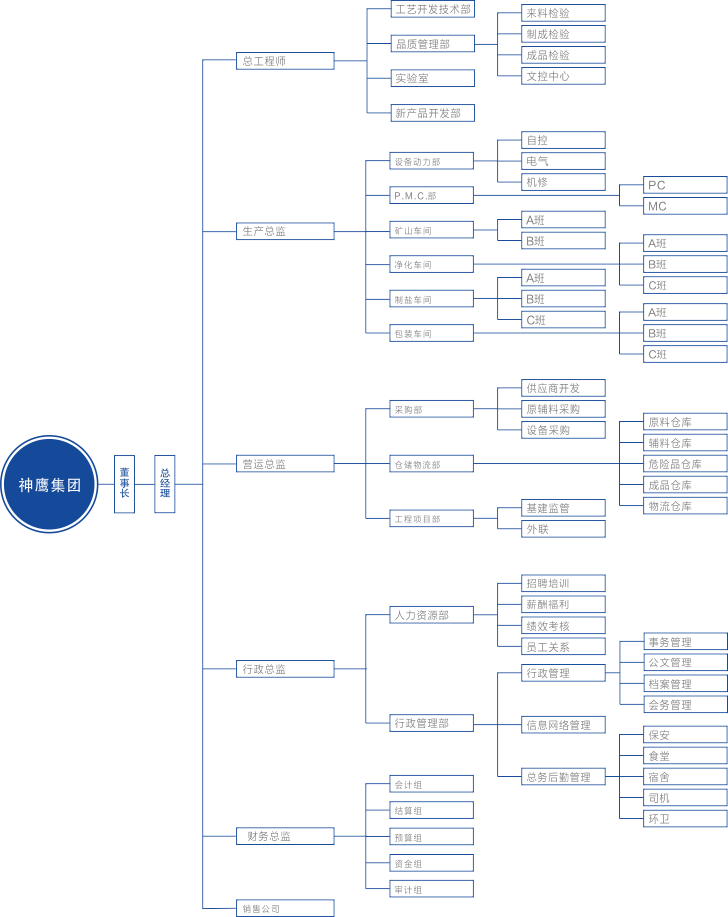 神鹰集团
董事长
总经理
总工程师
工艺开发技术部
品质管理部
来料检验
制成检验
成品检验
文控中心
实验室
新产品开发部
生产总监
设备动力部
自控
电气
机修
P.M.C.部
PC
MC
矿山车间
A班
B班
净化车间
A班
B班
C班
制盐车间
A班
B班
C班
包装车间
A班
B班
C班
营运总监
采购部
供应商开发
原辅料采购
设备采购
仓储物流部
原料仓库
辅料仓库
危险品仓库
成品仓库
物流仓库
工程项目部
基建监管
外联
行政总监
人力资源部
招聘培训
薪酬福利
绩效考核
员工关系
行政管理部
行政管理
事务管理
公文管理
档案管理
会务管理
信息网络管理
总务后勤管理
保安
食堂
宿舍
司机
环卫
财务总监
会计组
结算组
预算组
资金组
审计组
销售公司